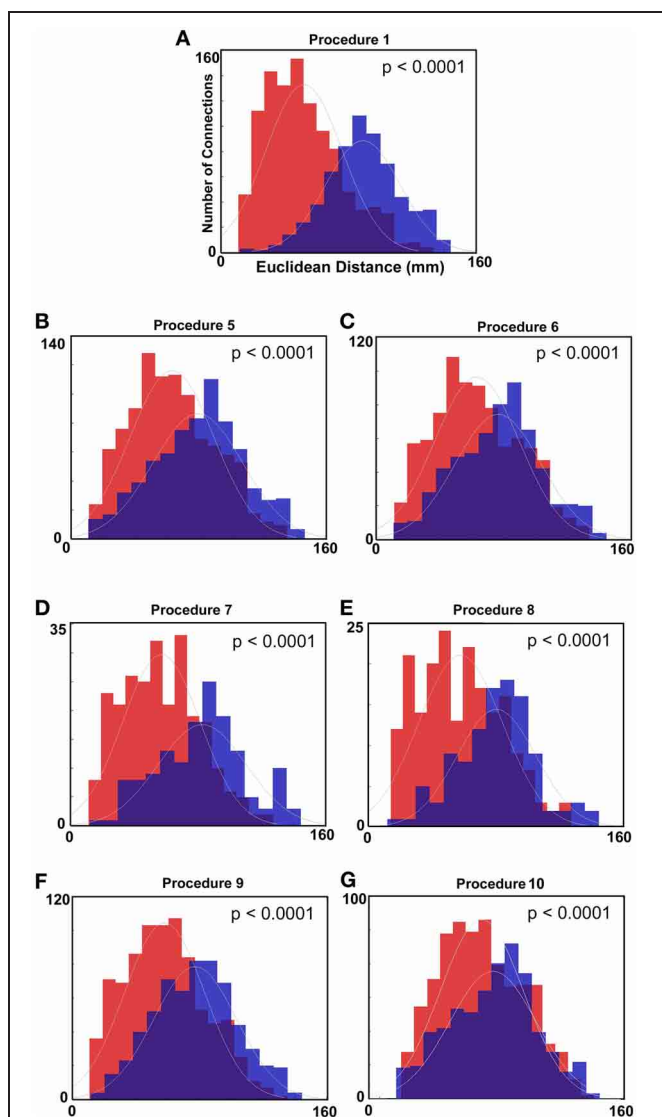 A
Procedure 1
160
p < 0.0001
Number of Connections
0
0
160
Euclidean Distance (mm)
B
Procedure 5
140
p < 0.0001
0
0
160
C
Procedure 6
120
p < 0.0001
0
0
160
D
Procedure 7
35
p < 0.0001
0
0
160
E
Procedure 8
25
p < 0.0001
0
0
160
F
Procedure 9
120
p < 0.0001
0
0
160
G
Procedure 10
100
p < 0.0001
0
0
160